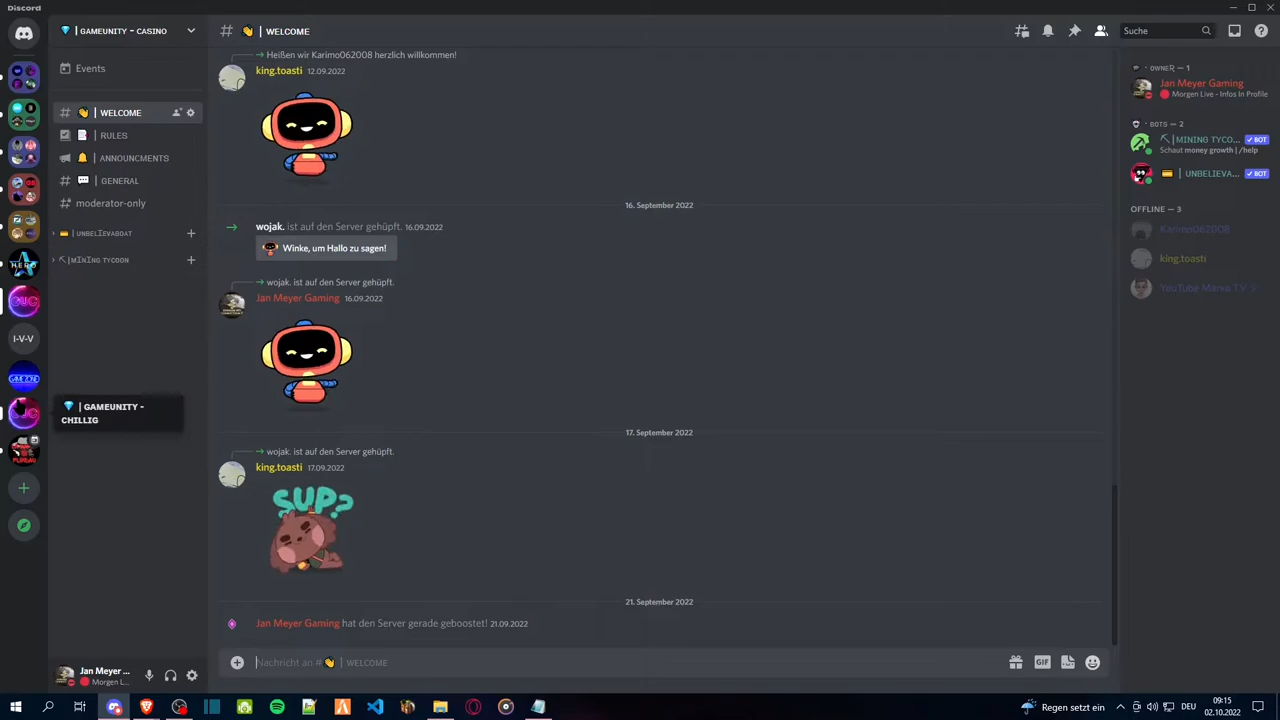 Discord
GAMEUNITY - CASINO
Events
WELCOME
RULES
ANNOUNCMENTS
GENERAL
moderator-only
UNBELIEVABOAT
MINING TYCOON
HERO
GUC
I-V-V
GAMEZONE
GUC
GAMEUNITY -
CHILLIG
Jan Meyer ...
Morgen L...
WELCOME
Suche
Heißen wir Karimo062008 herzlich willkommen!
king.toasti 12.09.2022
16. September 2022
wojak. ist auf den Server gehüpft. 16.09.2022
Winke, um Hallo zu sagen!
wojak. ist auf den Server gehüpft.
Jan Meyer Gaming 16.09.2022
17. September 2022
wojak. ist auf den Server gehüpft.
king.toasti 17.09.2022
SUP?
21. September 2022
Jan Meyer Gaming hat den Server gerade geboostet! 21.09.2022
Nachricht an # 👋 | WELCOME
GIF
OWNER — 1
Jan Meyer Gaming
Morgen Live - Infos In Profile
BOTS — 2
MINING TYCO... BOT
Schaut money growth | /help
UNBELIEVA... BOT
OFFLINE — 3
Karimo062008
king.toasti
Regen setzt ein
DEU
09:15
02.10.2022